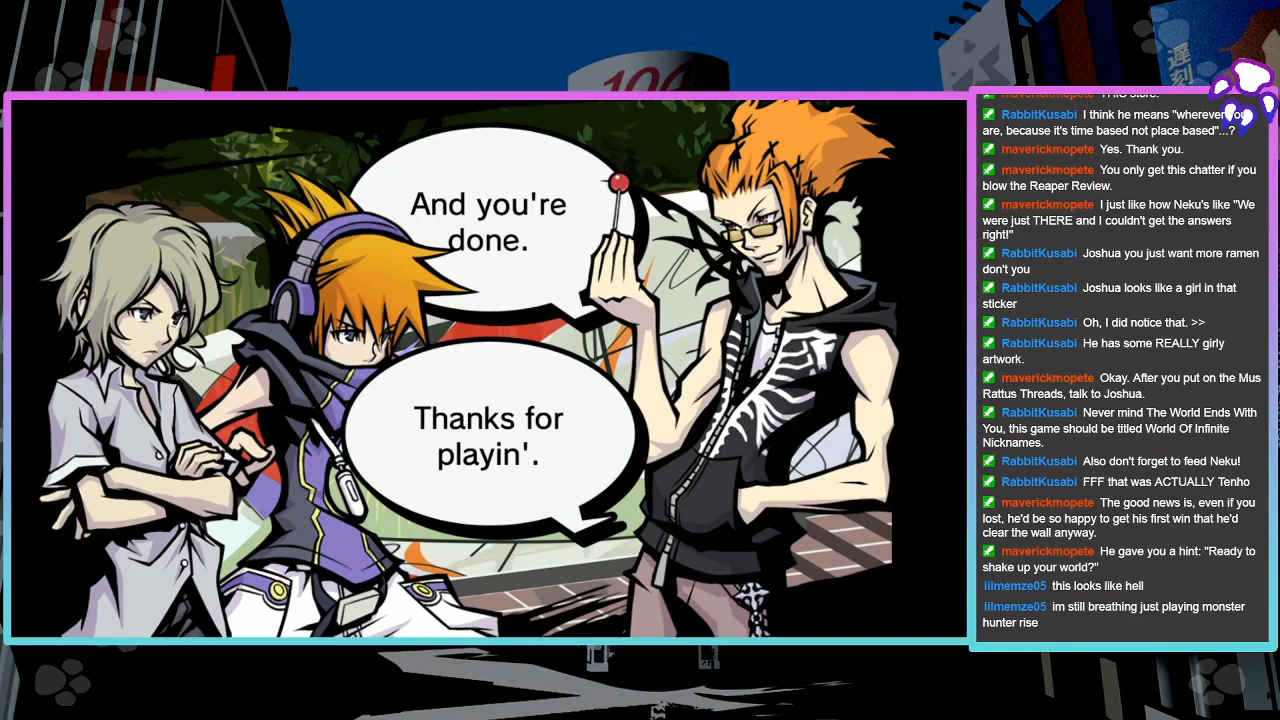 106
遅刻
And you're
done.
Thanks for
playin'.
maverickmopete THIS store.
RabbitKusabi I think he means "wherever you
are, because it's time based not place based"...?
maverickmopete Yes. Thank you.
maverickmopete You only get this chatter if you
blow the Reaper Review.
maverickmopete I just like how Neku's like "We
were just THERE and I couldn't get the answers
right!"
RabbitKusabi Joshua you just want more ramen
don't you
RabbitKusabi Joshua looks like a girl in that
sticker
RabbitKusabi Oh, I did notice that. >>
RabbitKusabi He has some REALLY girly
artwork.
maverickmopete Okay. After you put on the Mus
Rattus Threads, talk to Joshua.
RabbitKusabi Never mind The World Ends With
You, this game should be titled World Of Infinite
Nicknames.
RabbitKusabi Also don't forget to feed Neku!
RabbitKusabi FFF that was ACTUALLY Tenho
maverickmopete The good news is, even if you
lost, he'd be so happy to get his first win that he'd
clear the wall anyway.
maverickmopete He gave you a hint: "Ready to
shake up your world?"
lilmemze05 this looks like hell
lilmemze05 im still breathing just playing monster
hunter rise